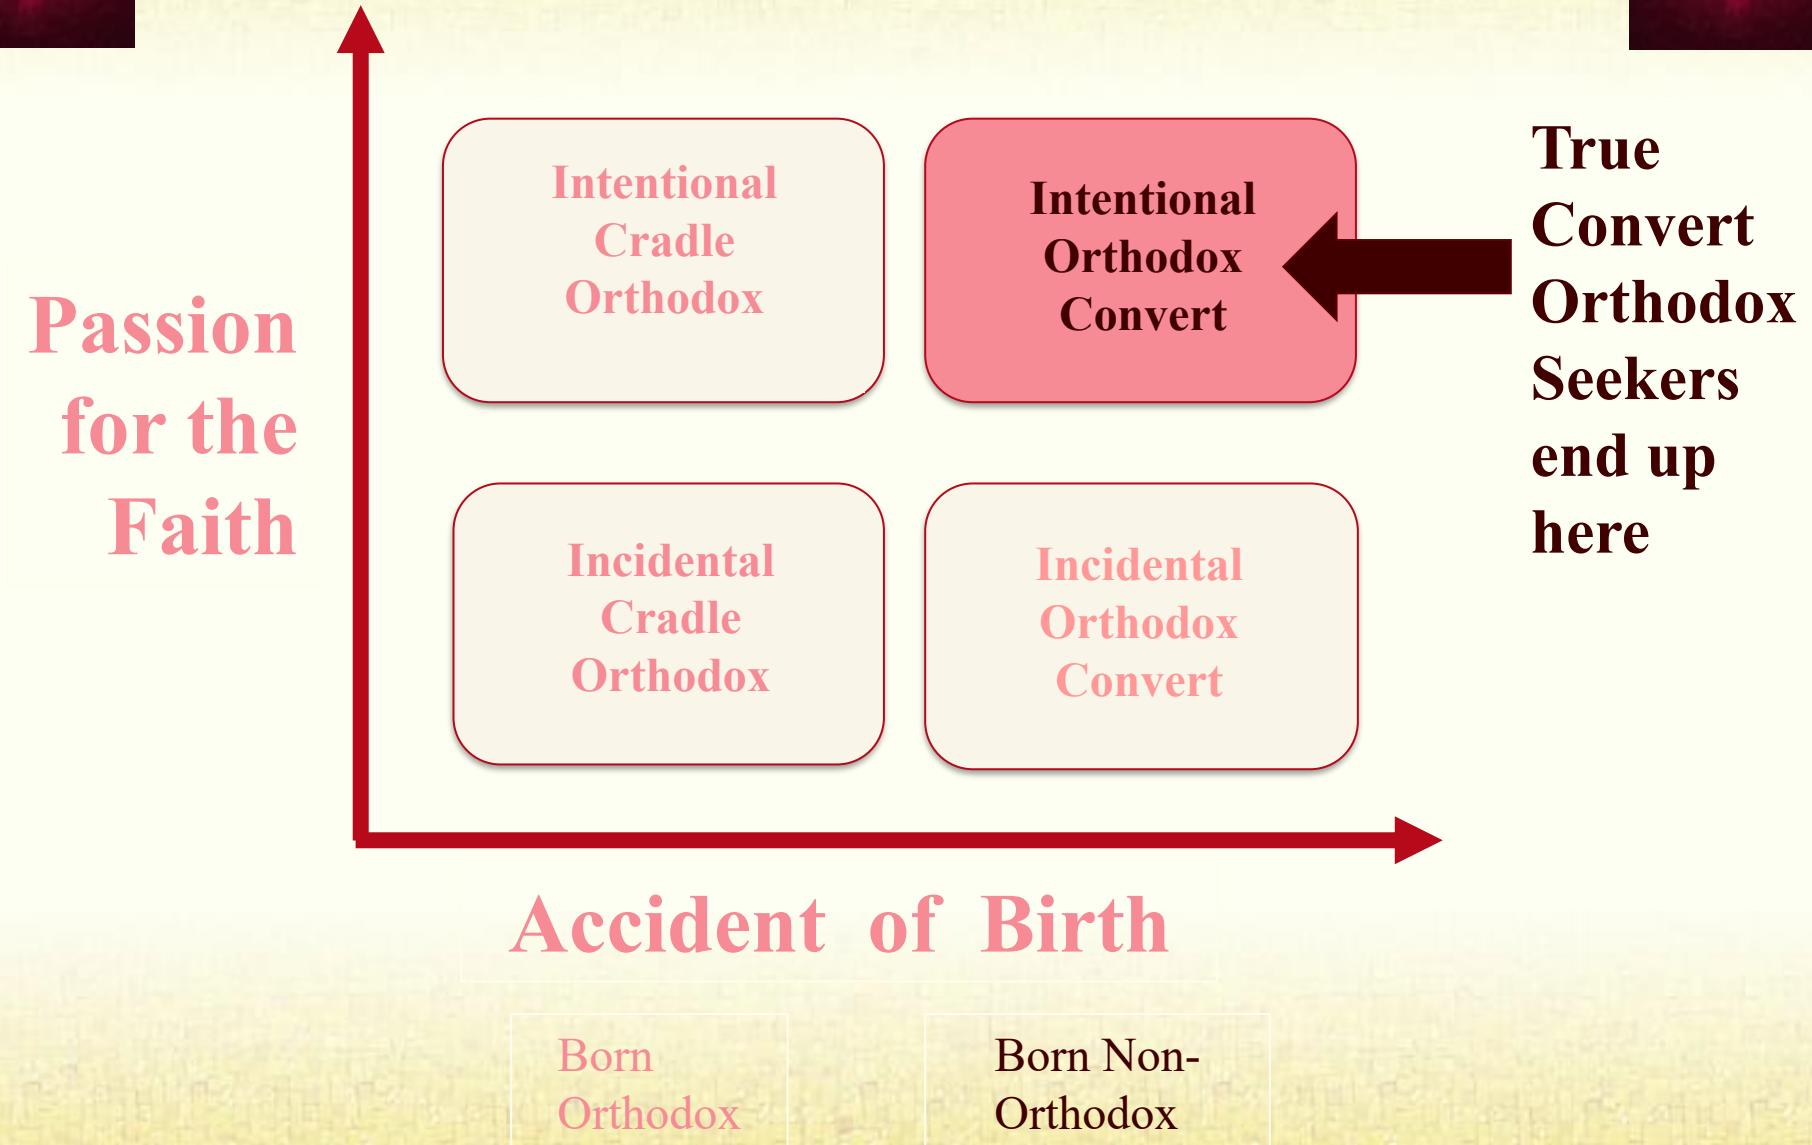 Passion
for the
Faith
Intentional
Cradle
Orthodox
Intentional
Orthodox
Convert
True
Convert
Orthodox
Seekers
end up
here
Incidental
Cradle
Orthodox
Incidental
Orthodox
Convert
Accident of Birth
Born
Orthodox
Born Non-
Orthodox